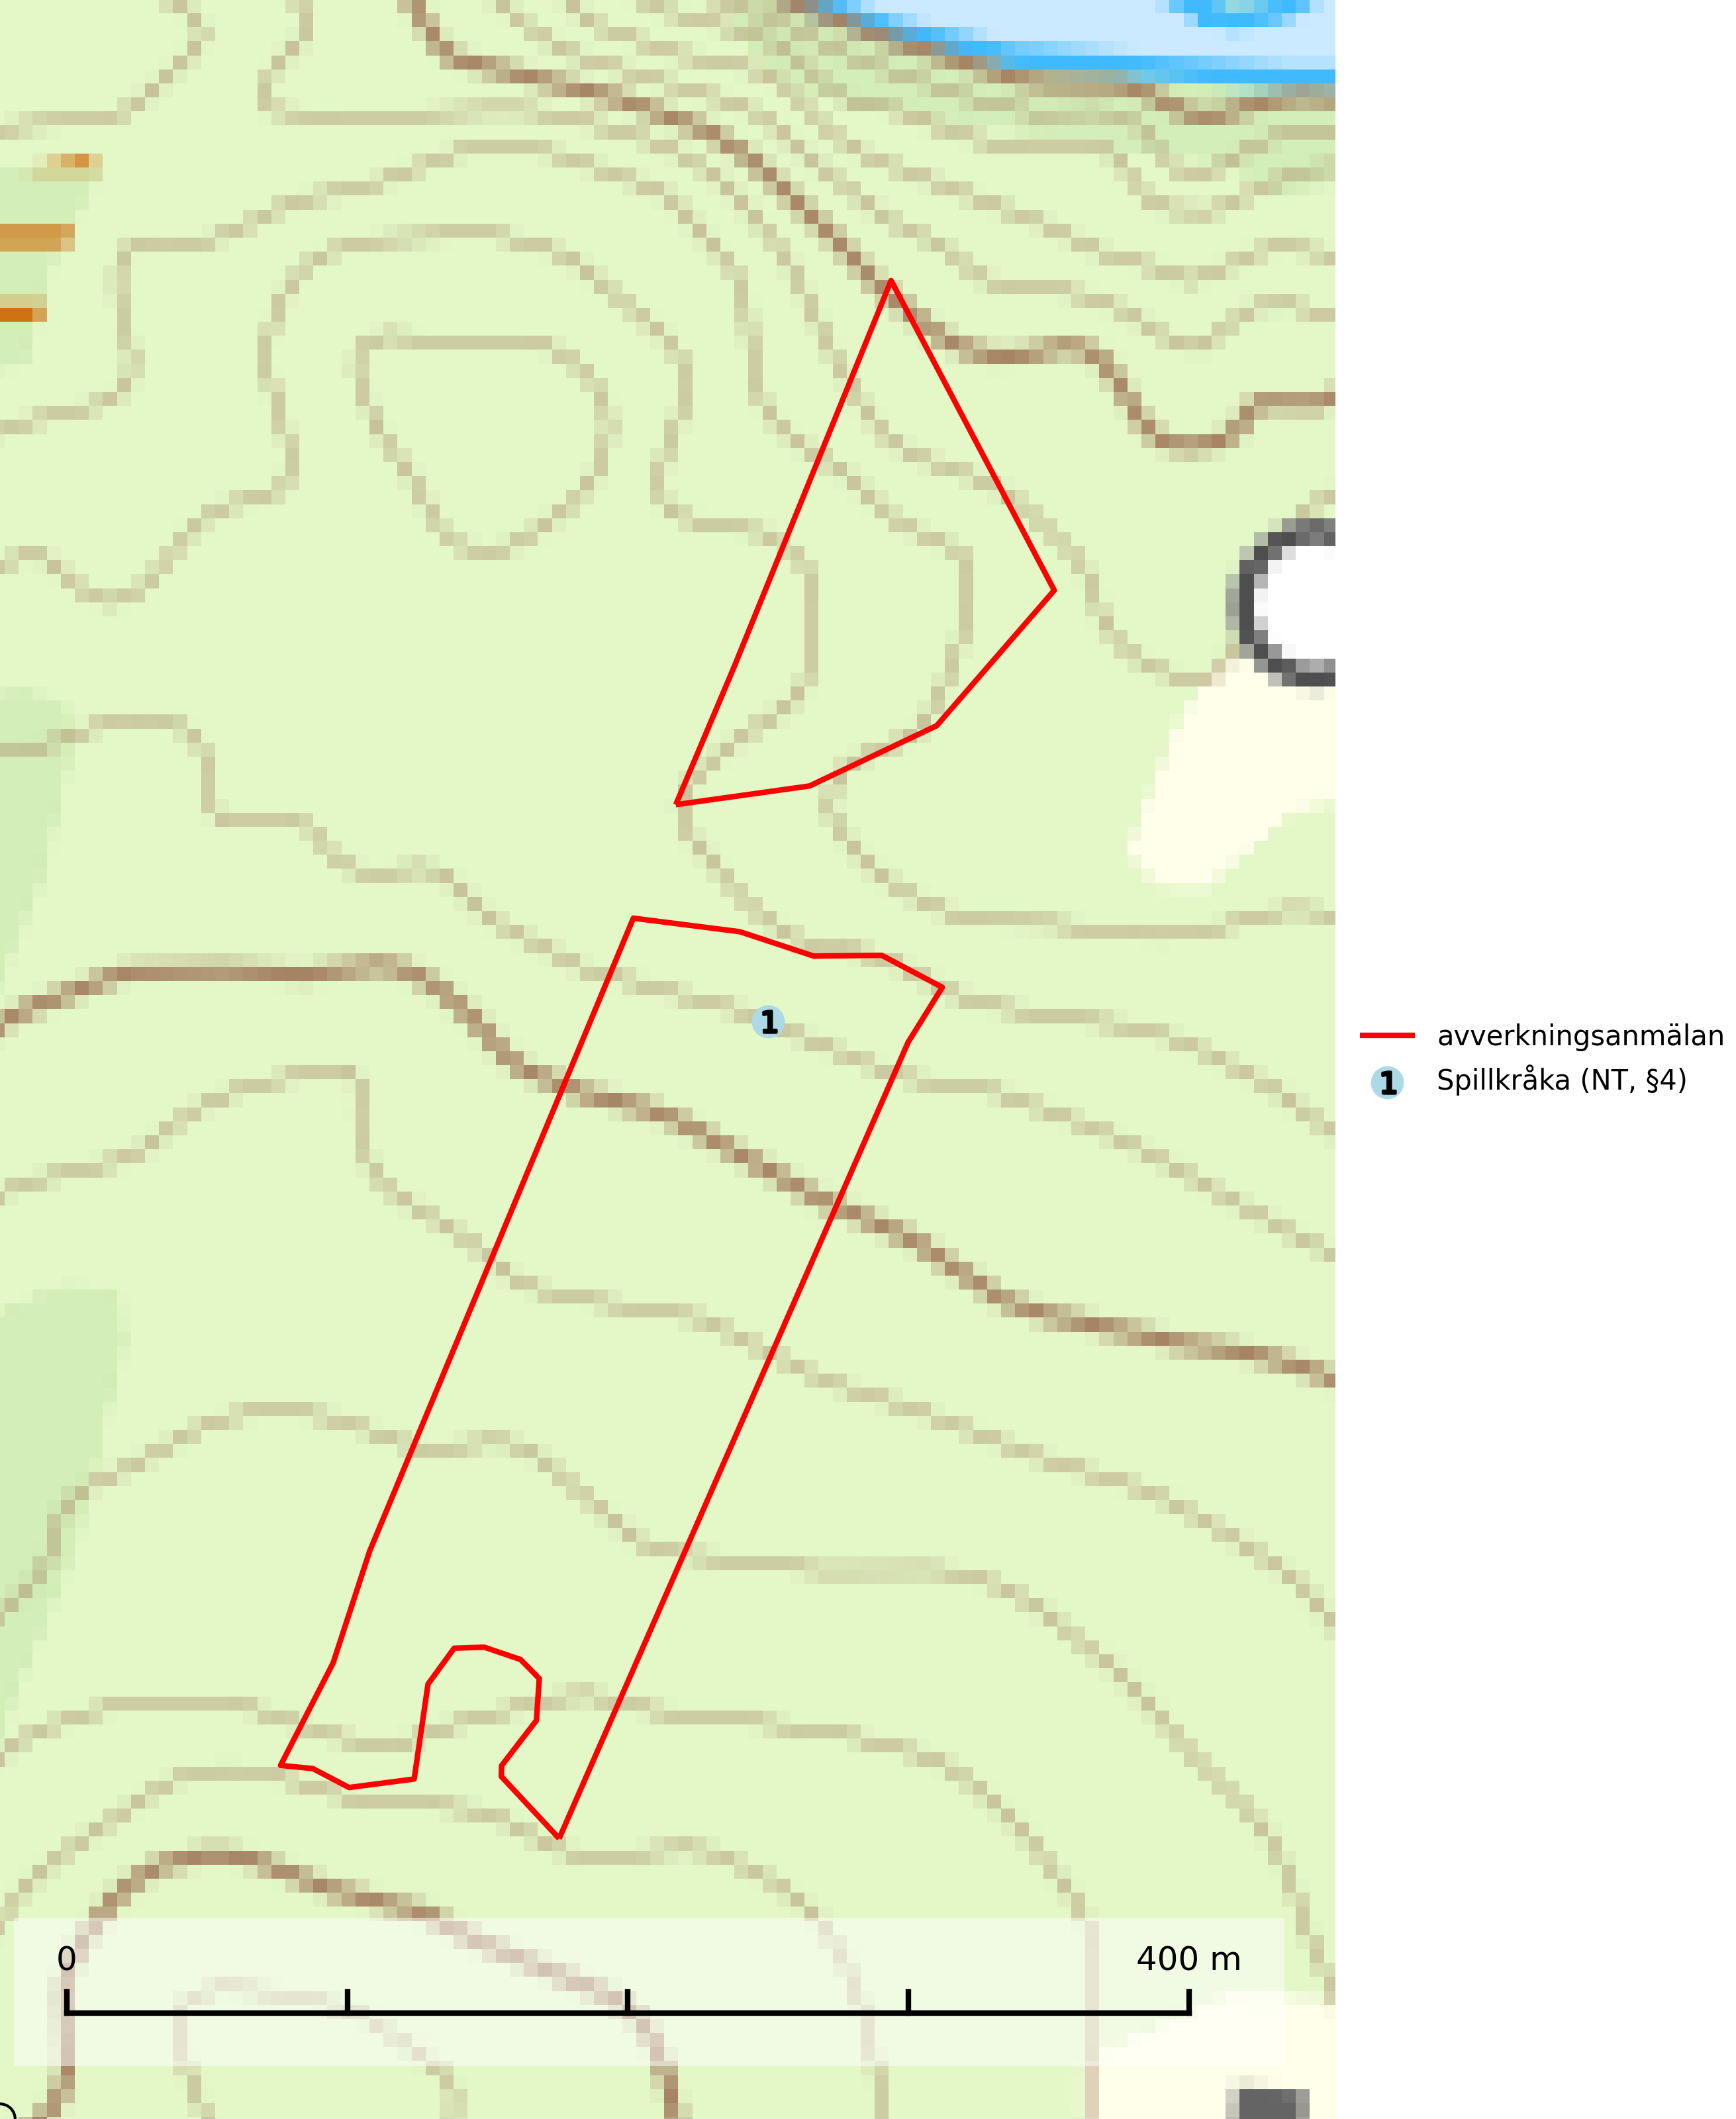 1
avverkningsanmälan
1 Spillkråka (NT, §4)
0 400 m